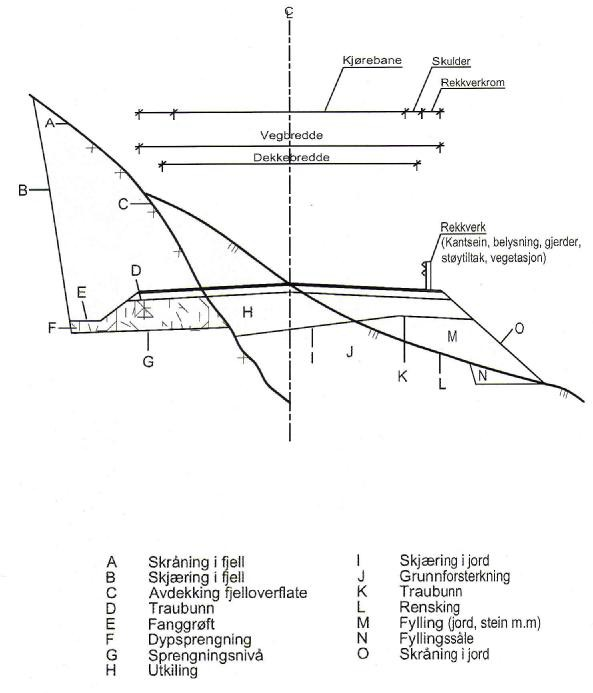 CL
Kjørebane
Skulder
Rekkverkrom
A
Vegbredde
Dekkebredde
B
C
Rekkverk
(Kantsein, belysning, gjerder,
støytiltak, vegetasjon)
D
E
H
F
G
I
J
K
L
M
N
O
A Skråning i fjell
B Skjæring i fjell
C Avdekking fjelloverflate
D Traubunn
E Fanggrøft
F Dypsprengning
G Sprengningsnivå
H Utkiling
I Skjæring i jord
J Grunnforsterkning
K Traubunn
L Rensking
M Fylling (jord, stein m.m)
N Fyllingssåle
O Skråning i jord